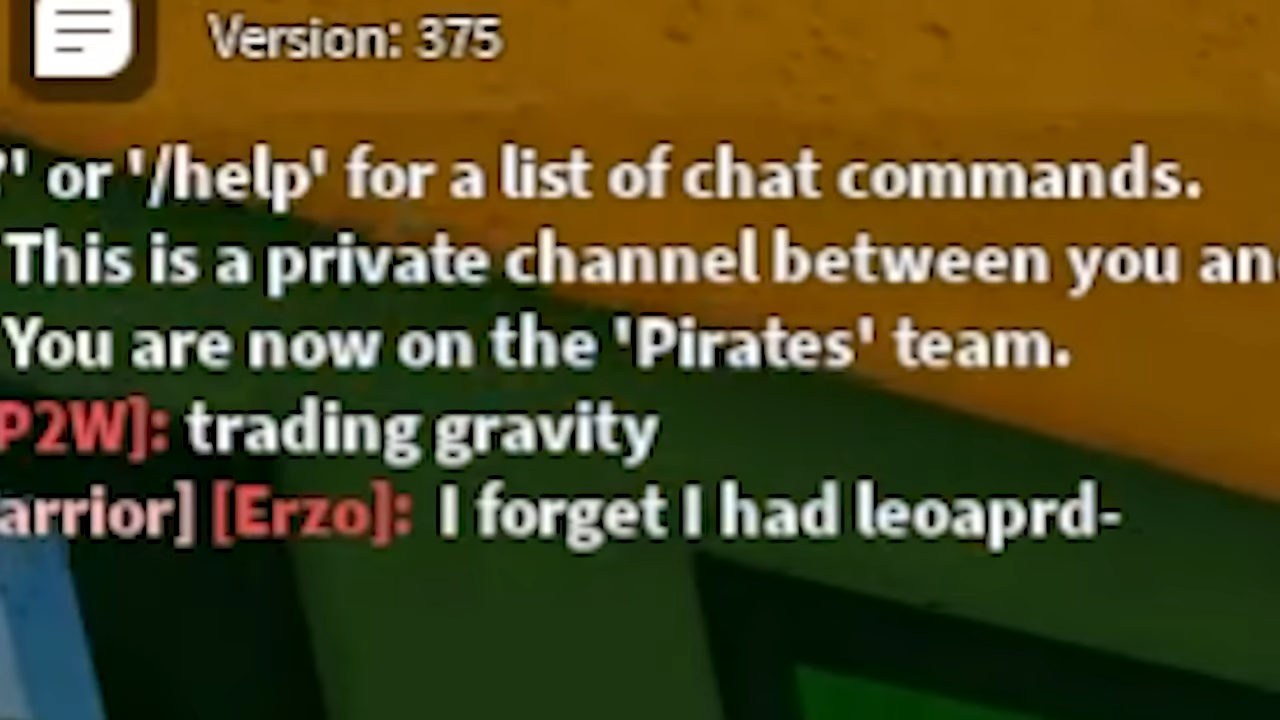 Version: 375
?' or '/help' for a list of chat commands.
This is a private channel between you and
You are now on the 'Pirates' team.
P2W]: trading gravity
arrior] [Erzo]: I forget I had leoaprd-